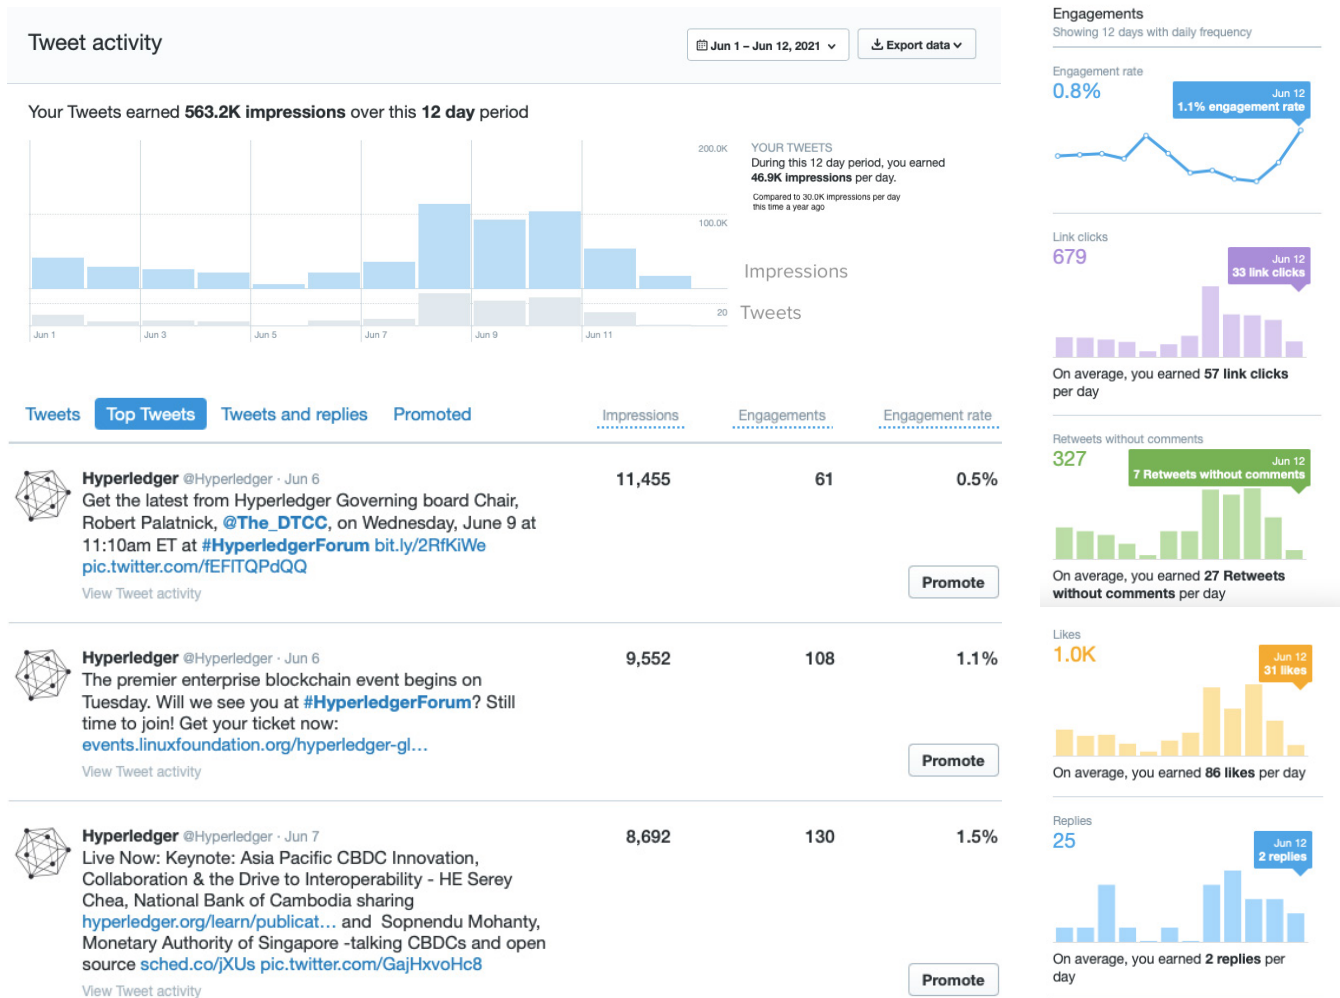 Tweet activity
Jun 1 – Jun 12, 2021
Export data
Your Tweets earned 563.2K impressions over this 12 day period
200.0K
100.0K
20
Jun 1
Jun 3
Jun 5
Jun 7
Jun 9
Jun 11
YOUR TWEETS
During this 12 day period, you earned
46.9K impressions per day.
Compared to 30.0K impressions per day
this time a year ago
Impressions
Tweets
Tweets Top Tweets Tweets and replies Promoted Impressions Engagements Engagement rate
Hyperledger @Hyperledger · Jun 6 11,455 61 0.5%
Get the latest from Hyperledger Governing board Chair,
Robert Palatnick, @The_DTCC, on Wednesday, June 9 at
11:10am ET at #HyperledgerForum bit.ly/2RfKiWe
pic.twitter.com/fEFlTQPdQQ
View Tweet activity
Promote
Hyperledger @Hyperledger · Jun 6 9,552 108 1.1%
The premier enterprise blockchain event begins on
Tuesday. Will we see you at #HyperledgerForum? Still
time to join! Get your ticket now:
events.linuxfoundation.org/hyperledger-gl…
View Tweet activity
Promote
Hyperledger @Hyperledger · Jun 7 8,692 130 1.5%
Live Now: Keynote: Asia Pacific CBDC Innovation,
Collaboration & the Drive to Interoperability - HE Serey
Chea, National Bank of Cambodia sharing
hyperledger.org/learn/publicat… and Sopnendu Mohanty,
Monetary Authority of Singapore -talking CBDCs and open
source sched.co/jXUs pic.twitter.com/GajHxvoHc8
View Tweet activity
Promote
Engagements
Showing 12 days with daily frequency
Engagement rate
0.8%
Jun 12
1.1% engagement rate
Link clicks
679
Jun 12
33 link clicks
On average, you earned 57 link clicks
per day
Retweets without comments
327
Jun 12
7 Retweets without comments
On average, you earned 27 Retweets
without comments per day
Likes
1.0K
Jun 12
31 likes
On average, you earned 86 likes per day
Replies
25
Jun 12
2 replies
On average, you earned 2 replies per
day